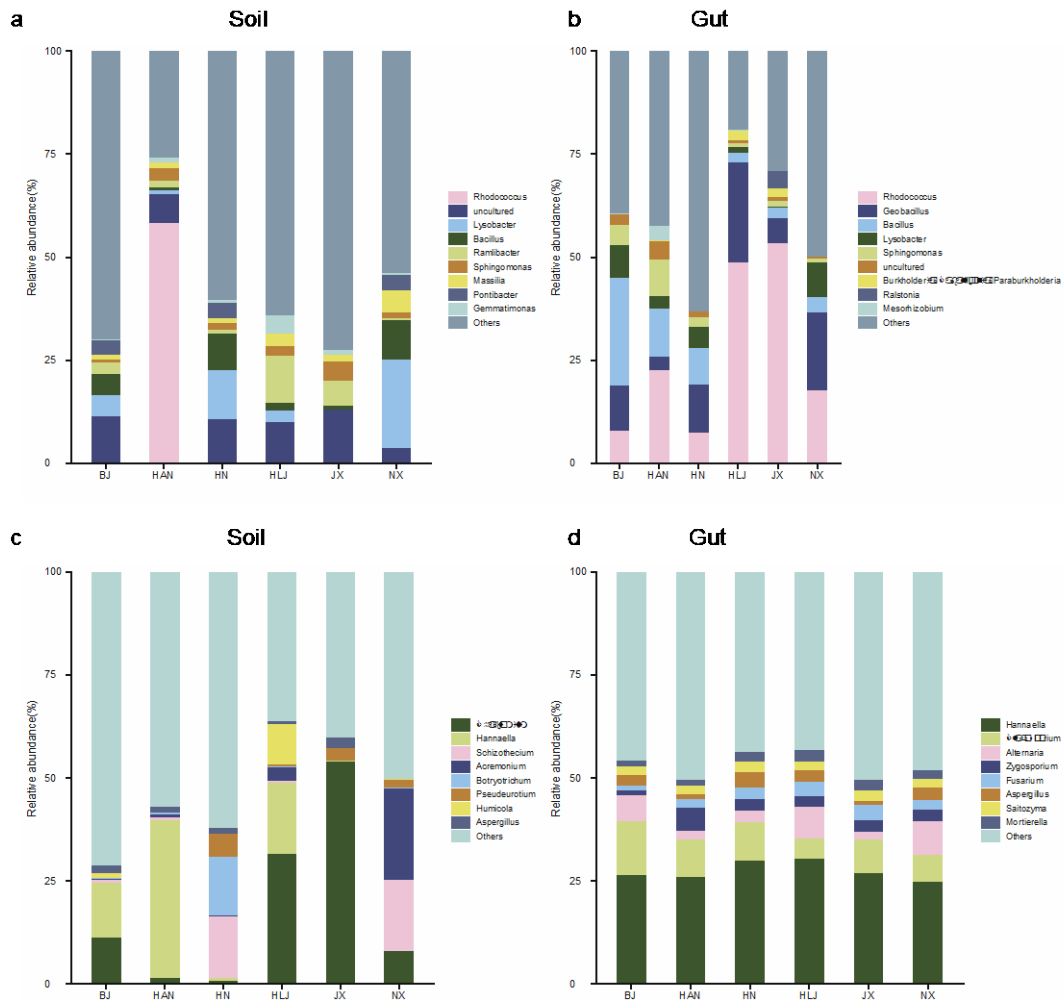 a
Soil
100
75
50
25
0
Relative abundance(%)
BJ
HAN
HN
HLJ
JX
NX
Rhodococcus
uncultured
Lysobacter
Bacillus
Ramlibacter
Sphingomonas
Massilia
Pontibacter
Gemmatimonas
Others
b
Gut
100
75
50
25
0
Relative abundance(%)
BJ
HAN
HN
HLJ
JX
NX
Rhodococcus
Geobacillus
Bacillus
Lysobacter
Sphingomonas
uncultured
Paraburkholderia
Ralstonia
Mesorhizobium
Others
c
Soil
100
75
50
25
0
Relative abundance(%)
BJ
HAN
HN
HLJ
JX
NX
Hannaella
Schizothecium
Acremonium
Botryotrichum
Pseudeurotium
Humicola
Aspergillus
Others
d
Gut
100
75
50
25
0
Relative abundance(%)
BJ
HAN
HN
HLJ
JX
NX
Hannaella
Alternaria
Zygosporium
Fusarium
Aspergillus
Saitozyma
Mortierella
Others